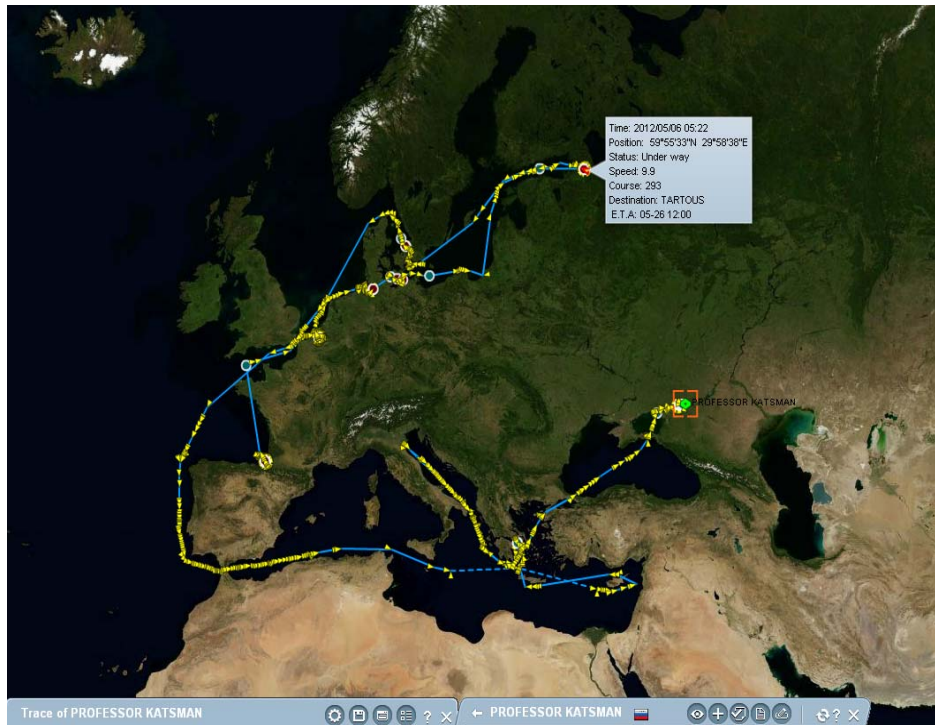 Time: 2012/05/06 05:22
Position: 59°55'33"N 29°58'38"E
Status: Under way
Speed: 9.9
Course: 293
Destination: TARTOUS
E.T.A: 05-26 12:00
PROFESSOR KATSMAN
Trace of PROFESSOR KATSMAN ? X
PROFESSOR KATSMAN ? X